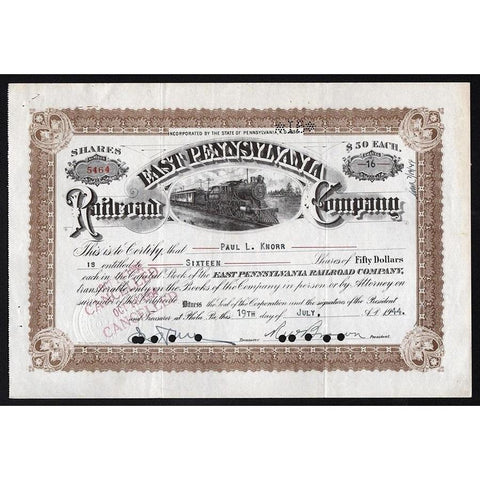 INCORPORATED BY THE STATE OF PENNSYLVANIA
SHARES
5464
$50 EACH.
16
EAST PENNSYLVANIA
Railroad Company
This is to Certify, that PAUL L. KNORR
is entitled to SIXTEEN Shares of Fifty Dollars
each in the Capital Stock of the EAST PENNSYLVANIA RAILROAD COMPANY,
transferable only on the Books of the Company in person or by Attorney on
Witness the Seal of the Corporation and the signatures of the President
and Treasurer at Phila. Pa. this 19TH day of JULY, A.D. 1944.
Treasurer
President.
CANCELLED
OCT
CANCELLED